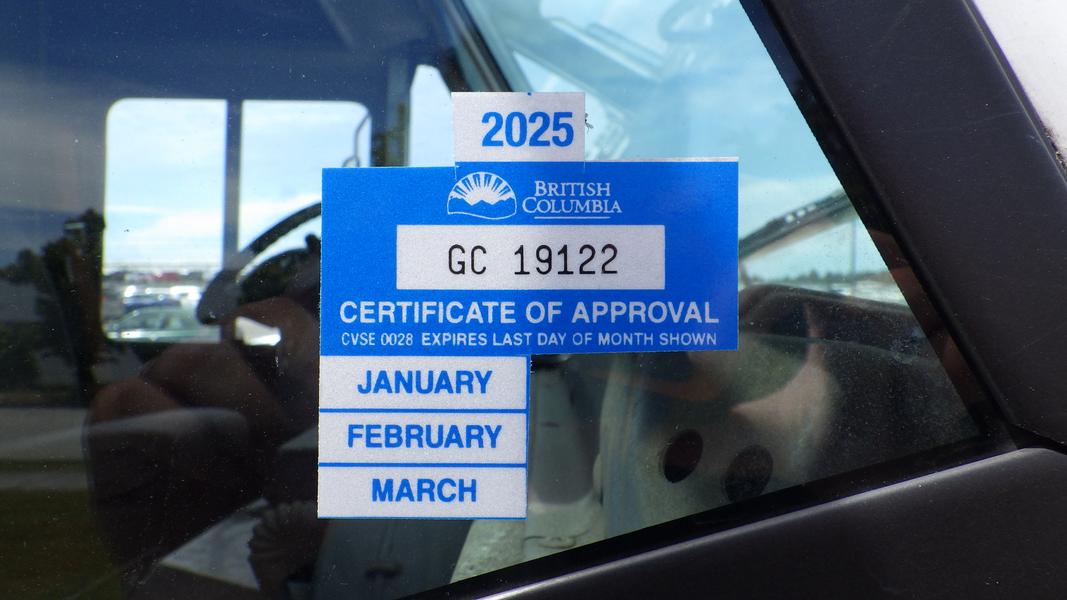 2025
BRITISH
COLUMBIA
GC 19122
CERTIFICATE OF APPROVAL
CVSE 0028 EXPIRES LAST DAY OF MONTH SHOWN
JANUARY
FEBRUARY
MARCH